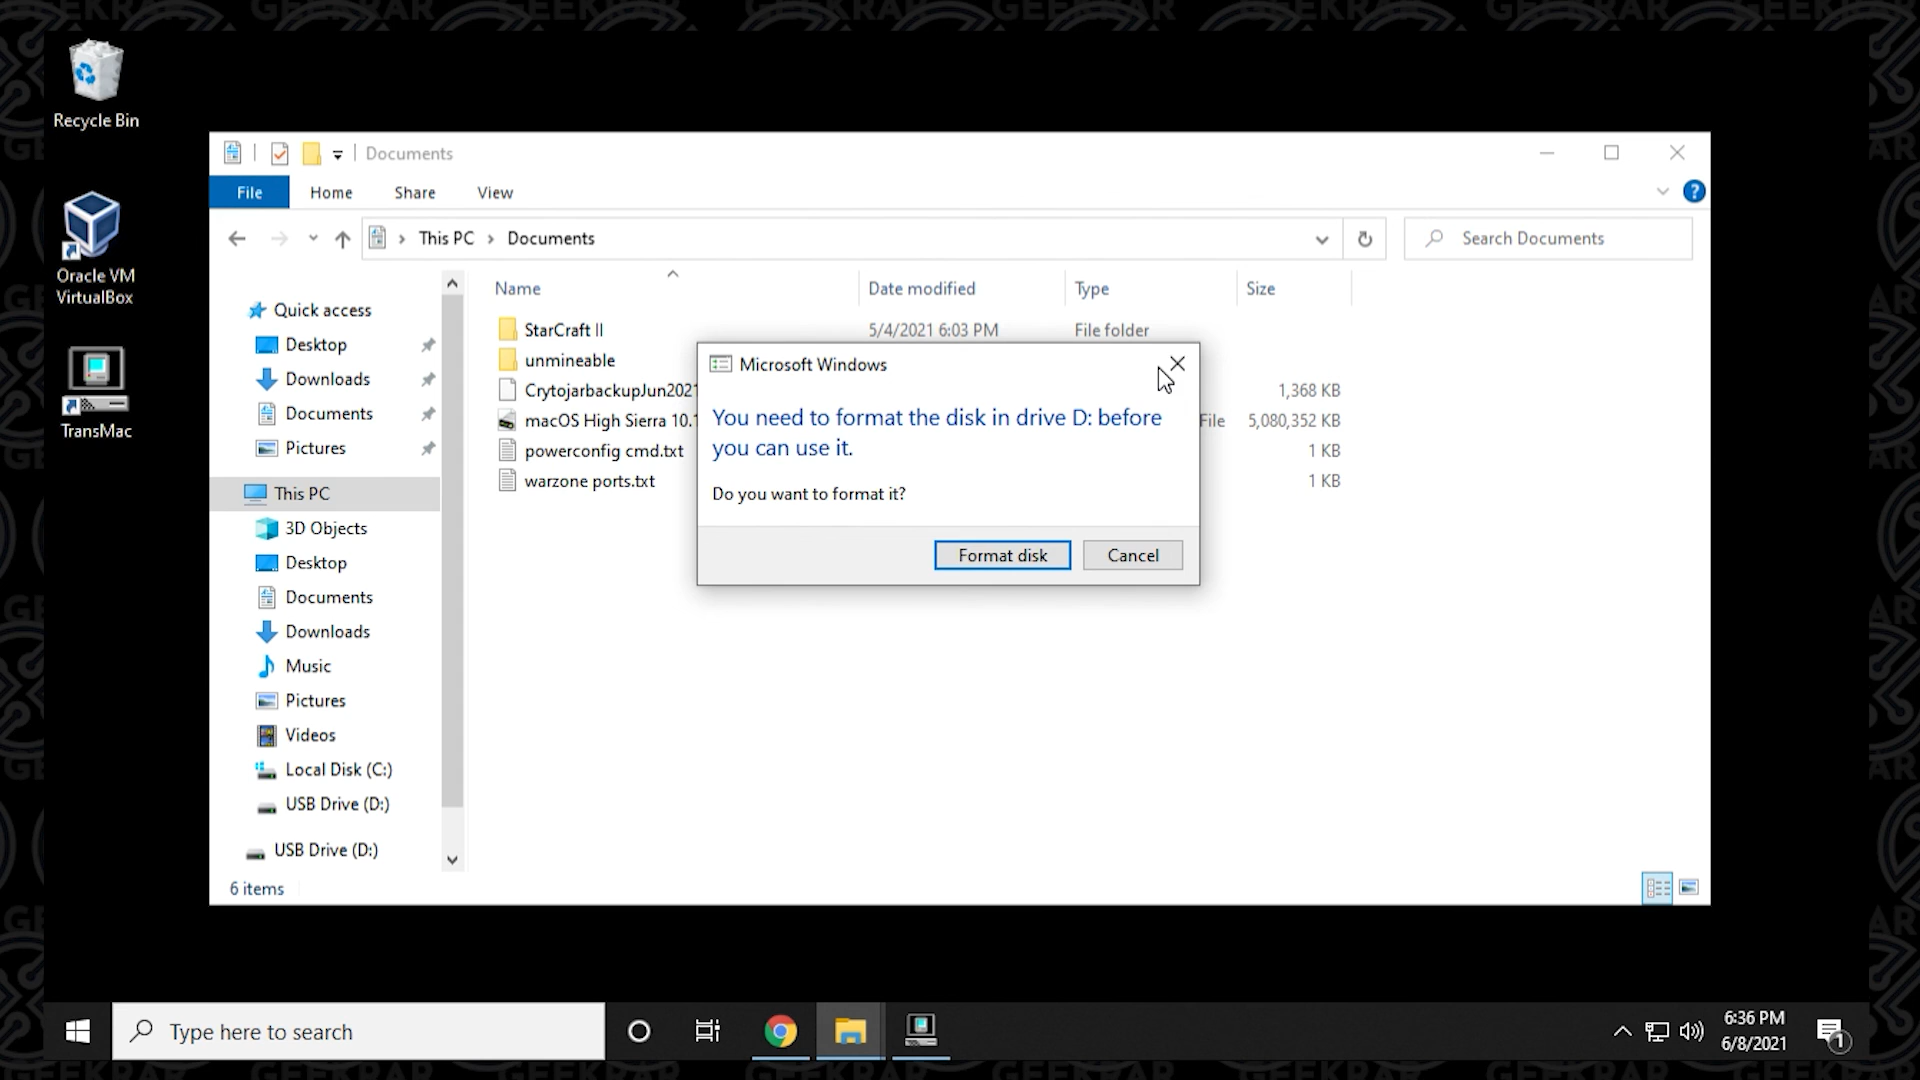 GEEKRAR
Recycle Bin
Documents
File
Home
Share
View
?
This PC
Documents
Search Documents
Oracle VM
VirtualBox
Name
Date modified
Type
Size
Quick access
Desktop
Downloads
Documents
Pictures
This PC
3D Objects
Desktop
Documents
Downloads
Music
Pictures
Videos
Local Disk (C:)
USB Drive (D:)
USB Drive (D:)
TransMac
StarCraft II
5/4/2021 6:03 PM
File folder
unmineable
CrytojarbackupJun2021
1,368 KB
macOS High Sierra 10.1
File
5,080,352 KB
powerconfig cmd.txt
1 KB
warzone ports.txt
1 KB
Microsoft Windows
You need to format the disk in drive D: before
you can use it.
Do you want to format it?
Format disk
Cancel
6 items
Type here to search
6:36 PM
6/8/2021
1